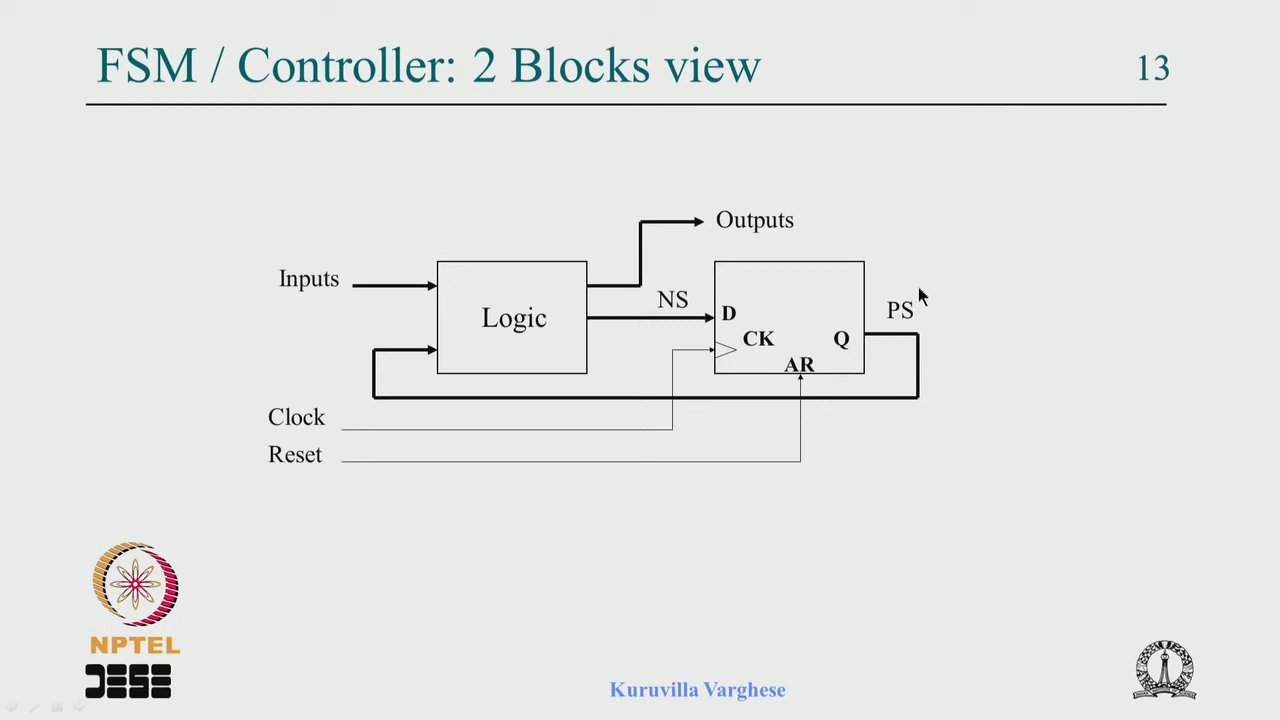 FSM / Controller: 2 Blocks view
13
Outputs
Inputs
Logic
NS
D
CK
Q
AR
PS
Clock
Reset
NPTEL
Kuruvilla Varghese